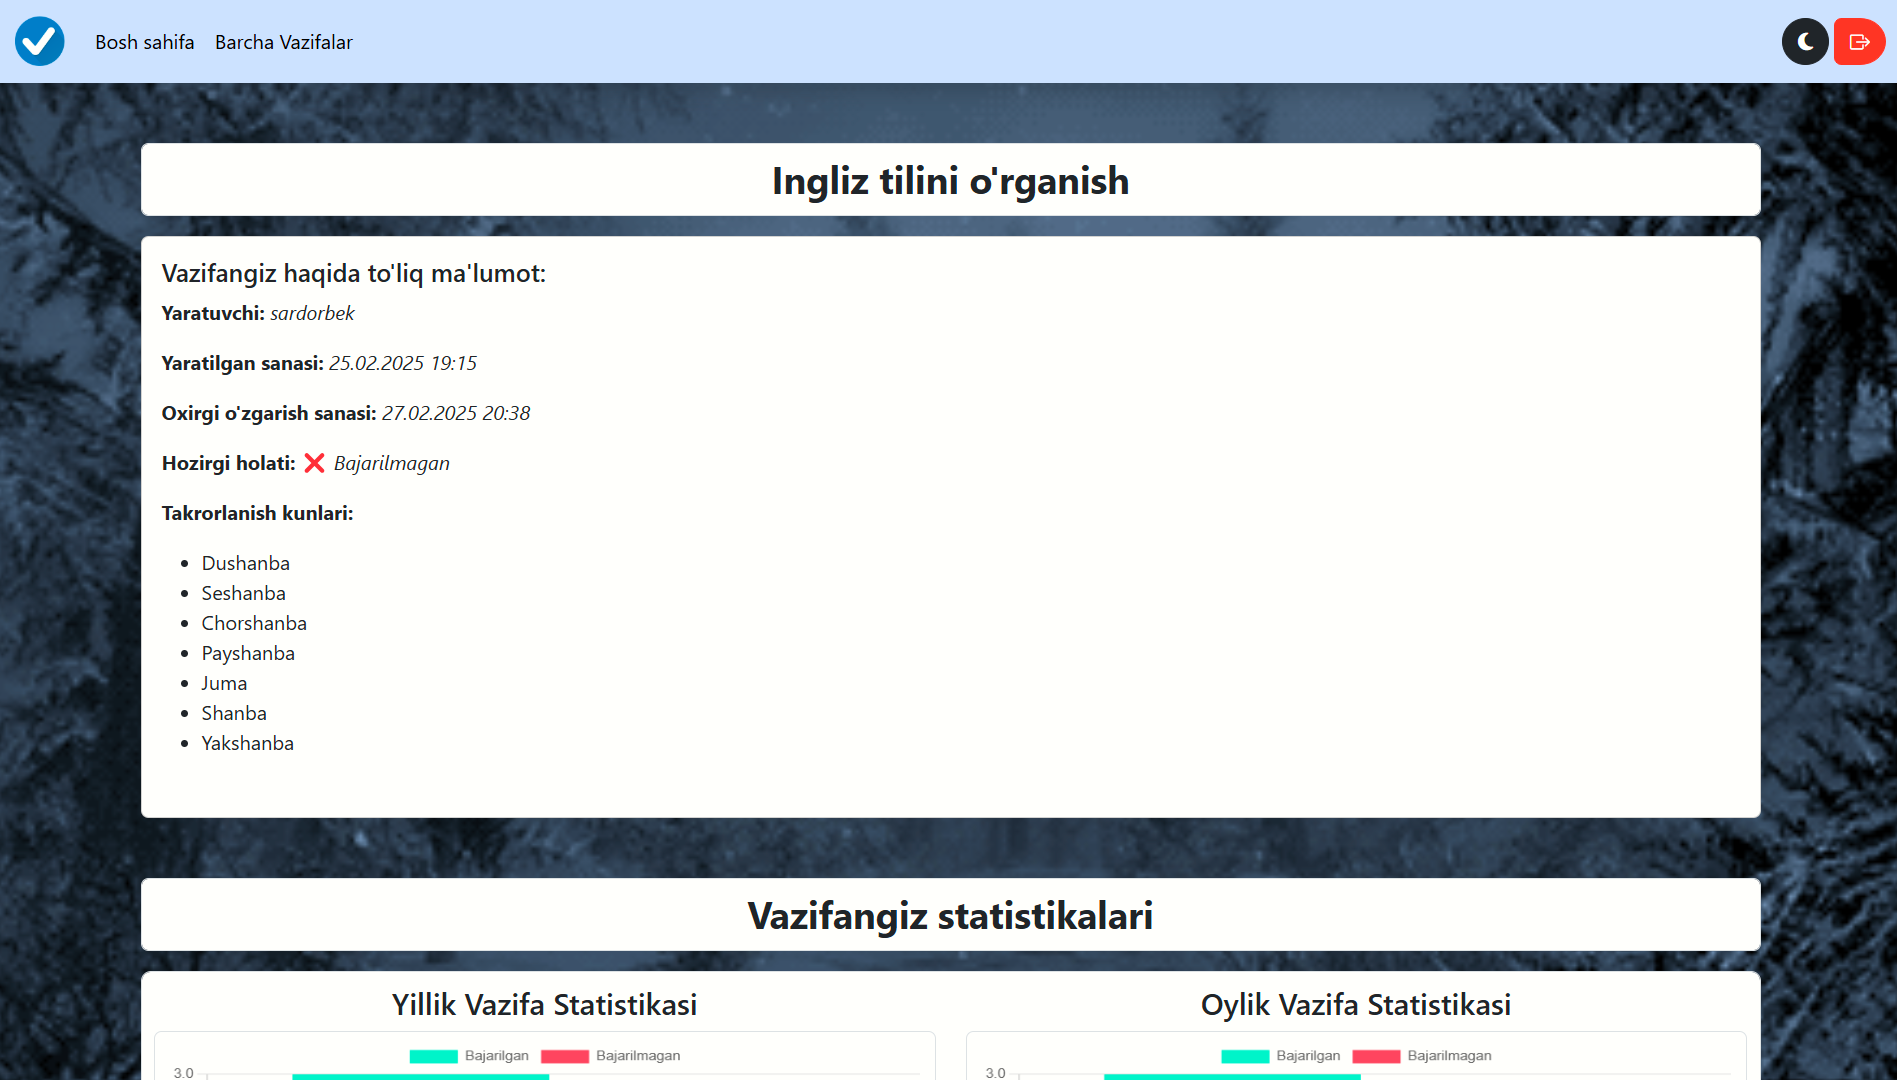 Bosh sahifa Barcha Vazifalar
Ingliz tilini o'rganish
Vazifangiz haqida to'liq ma'lumot:
Yaratuvchi: sardorbek
Yaratilgan sanasi: 25.02.2025 19:15
Oxirgi o'zgarish sanasi: 27.02.2025 20:38
Hozirgi holati: ❌ Bajarilmagan
Takrorlanish kunlari:
Dushanba
Seshanba
Chorshanba
Payshanba
Juma
Shanba
Yakshanba
Vazifangiz statistikalari
Yillik Vazifa Statistikasi
Bajarilgan Bajarilmagan
3.0
Oylik Vazifa Statistikasi
Bajarilgan Bajarilmagan
3.0